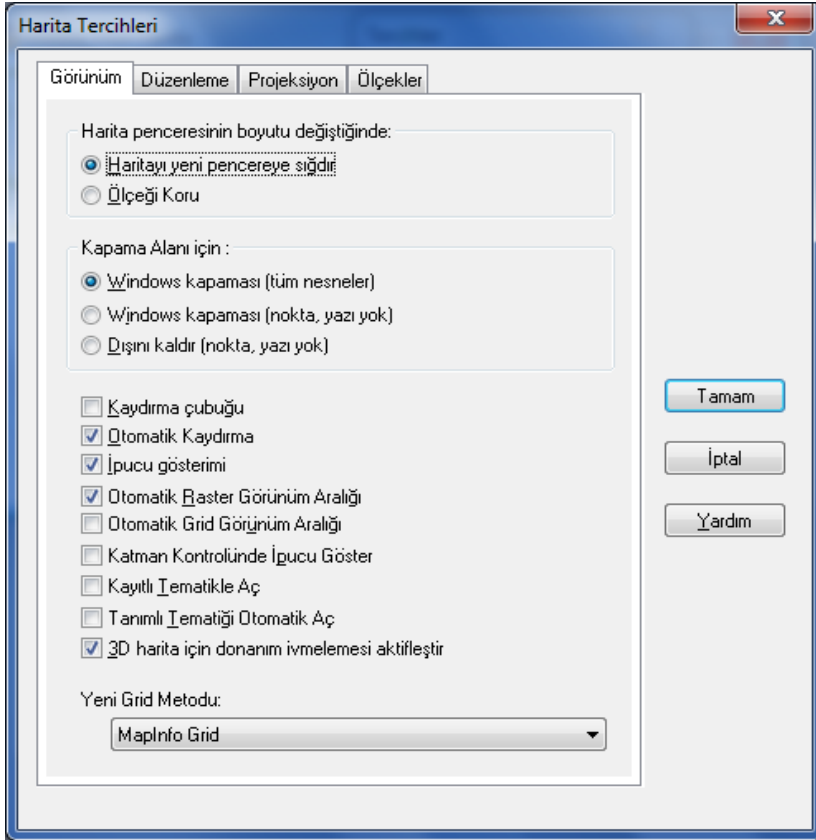 Harita Tercihleri
Görünüm Düzenleme Projeksiyon Ölçekler
Harita penceresinin boyutu değiştiğinde:
Haritayı yeni pencereye sığdır
Ölçeği Koru
Kapama Alanı için :
Windows kapaması (tüm nesneler)
Windows kapaması (nokta, yazı yok)
Dışını kaldır (nokta, yazı yok)
Kaydırma çubuğu
Otomatik Kaydırma
İpucu gösterimi
Otomatik Raster Görünüm Aralığı
Otomatik Grid Görünüm Aralığı
Katman Kontrolünde İpucu Göster
Kayıtlı Tematikle Aç
Tanımlı Tematiği Otomatik Aç
3D harita için donanım ivmelemesi aktifleştir
Yeni Grid Metodu:
MapInfo Grid
Tamam
İptal
Yardım